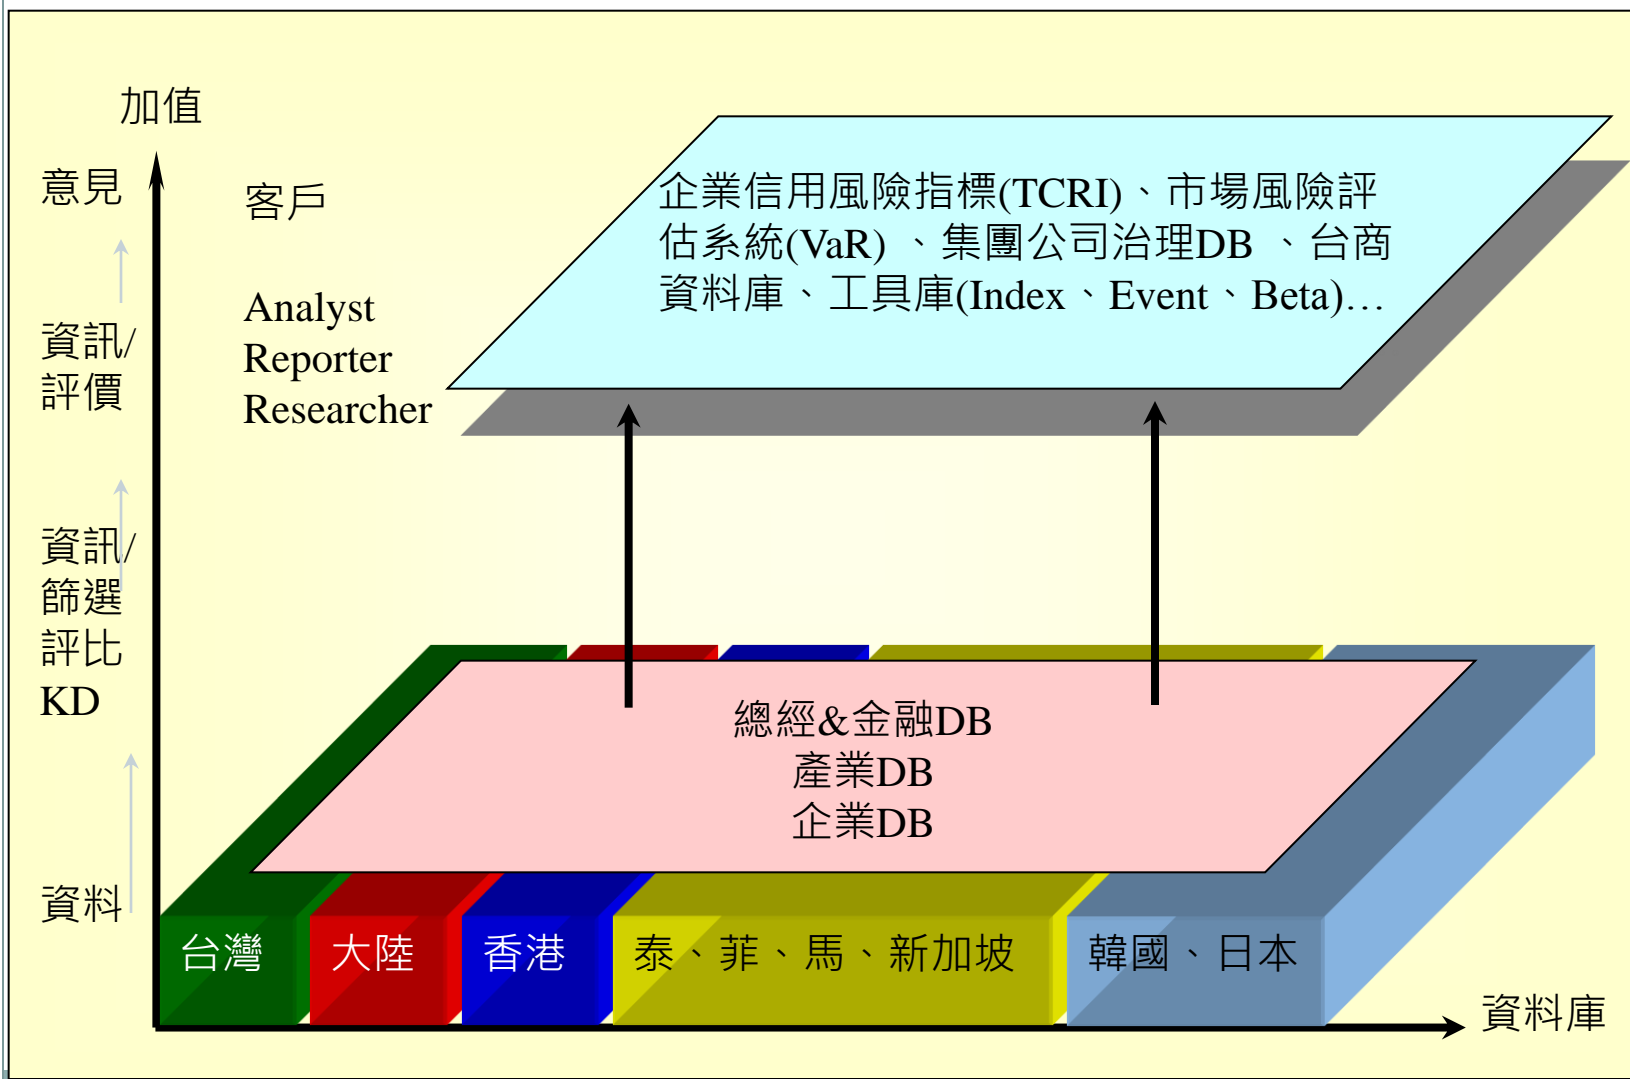 加值
意見
客戶
企業信用風險指標(TCRI)、市場風險評
估系統(VaR) 、集團公司治理DB 、台商
資料庫、工具庫(Index、Event、Beta)…
Analyst
Reporter
Researcher
資訊/
評價
資訊/
篩選
評比
KD
總經&金融DB
產業DB
企業DB
資料
台灣
大陸
香港
泰、菲、馬、新加坡
韓國、日本
資料庫